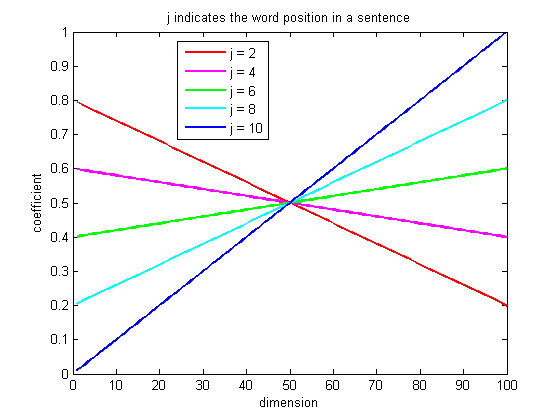 j indicates the word position in a sentence
1
0.9
0.8
0.7
0.6
0.5
0.4
0.3
0.2
0.1
0
coefficient
j = 2
j = 4
j = 6
j = 8
j = 10
0 10 20 30 40 50 60 70 80 90 100
dimension